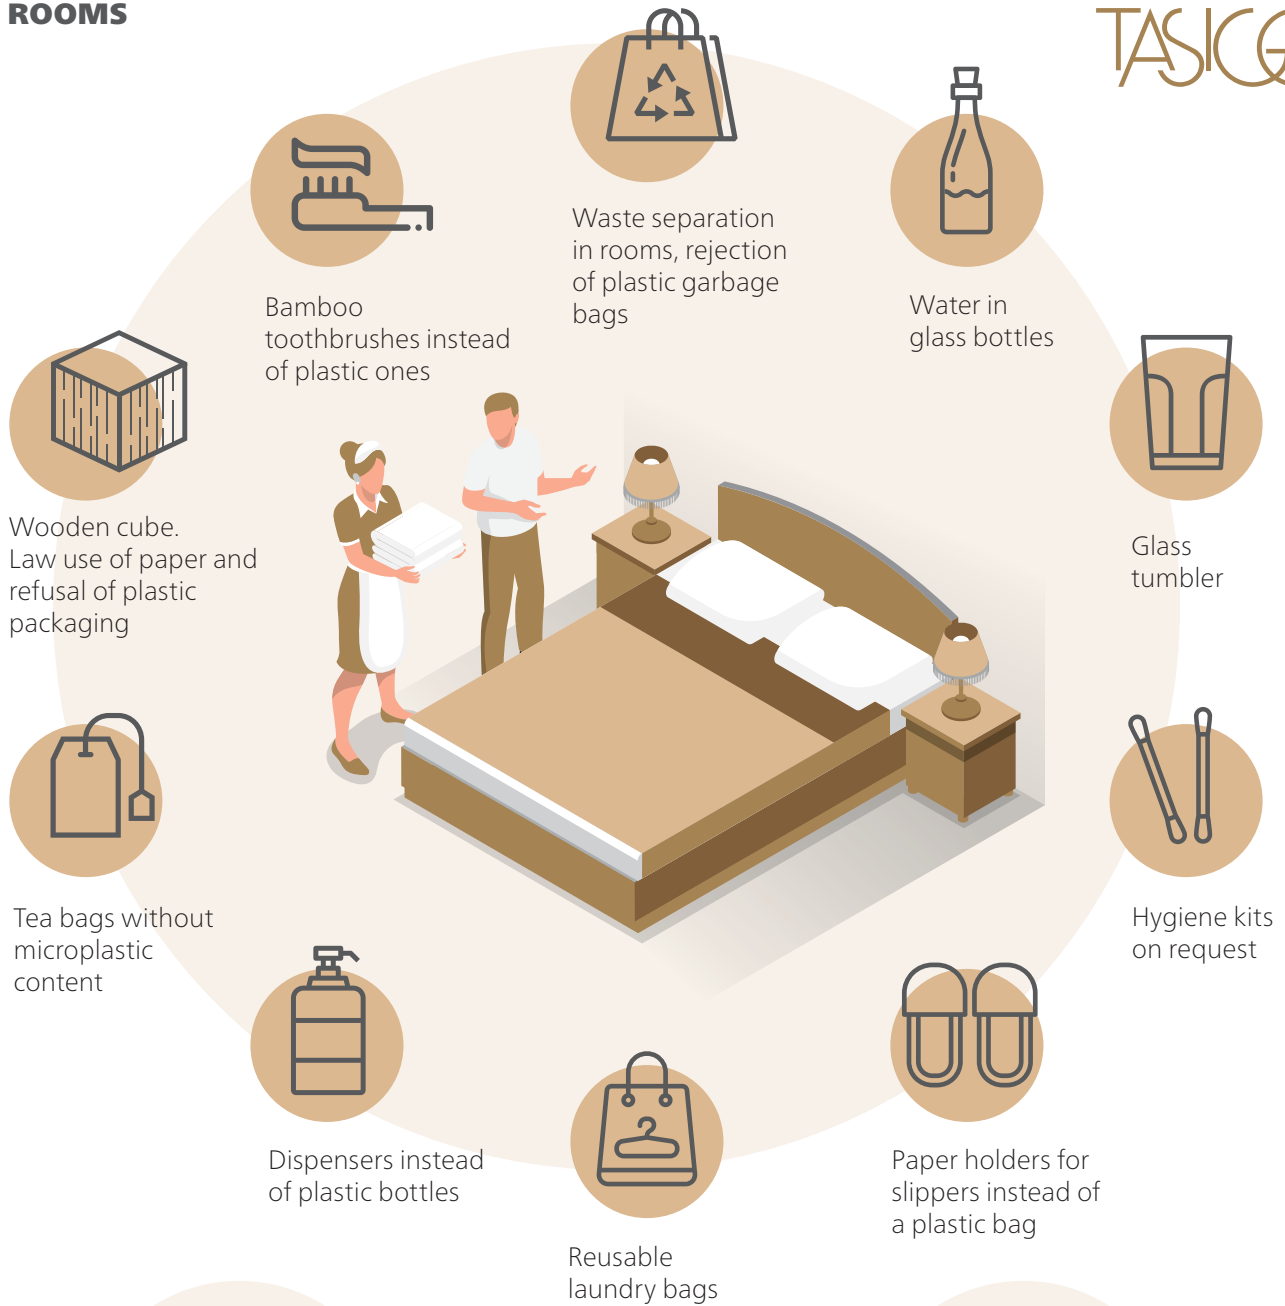 ROOMS
Waste separation
in rooms, rejection
of plastic garbage
bags
Bamboo
toothbrushes instead
of plastic ones
Water in
glass bottles
Wooden cube.
Law use of paper and
refusal of plastic
packaging
Glass
tumbler
Tea bags without
microplastic
content
Hygiene kits
on request
Dispensers instead
of plastic bottles
Paper holders for
slippers instead of
a plastic bag
Reusable
laundry bags